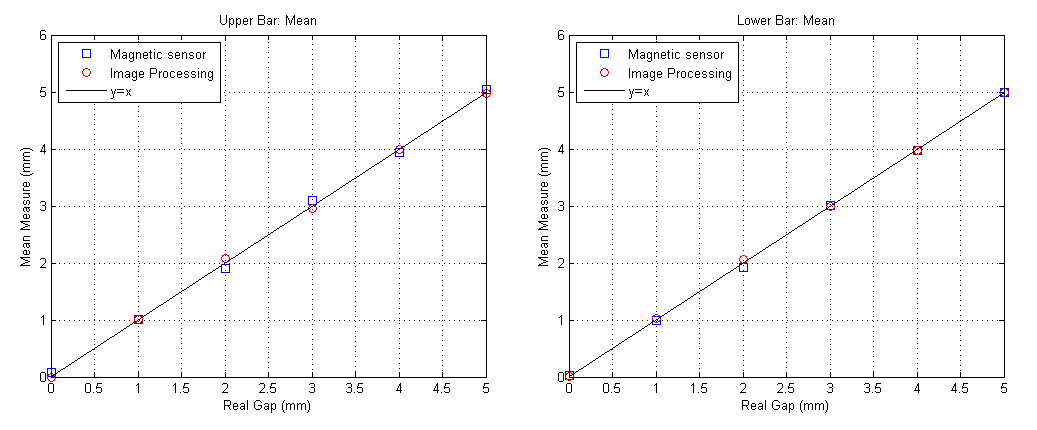 Upper Bar: Mean
6
5
4
3
2
1
0
Mean Measure (mm)
Magnetic sensor
Image Processing
y=x
0 0.5 1 1.5 2 2.5 3 3.5 4 4.5 5
Real Gap (mm)
Lower Bar: Mean
6
5
4
3
2
1
0
Mean Measure (mm)
Magnetic sensor
Image Processing
y=x
0 0.5 1 1.5 2 2.5 3 3.5 4 4.5 5
Real Gap (mm)